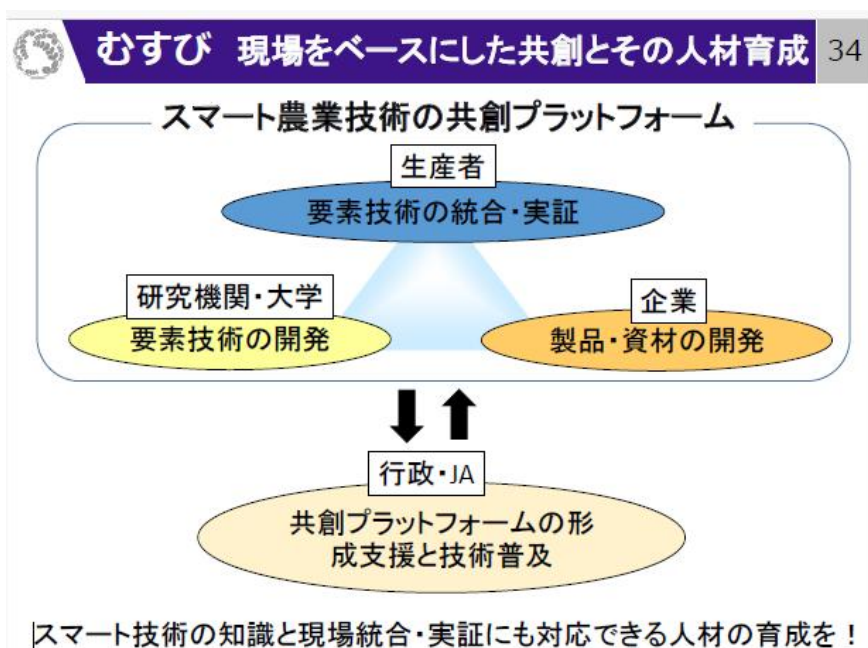 むすび 現場をベースにした共創とその人材育成 34
スマート農業技術の共創プラットフォーム
生産者
要素技術の統合・実証
研究機関・大学
要素技術の開発
企業
製品・資材の開発
行政・JA
共創プラットフォームの形
成支援と技術普及
スマート技術の知識と現場統合・実証にも対応できる人材の育成を！